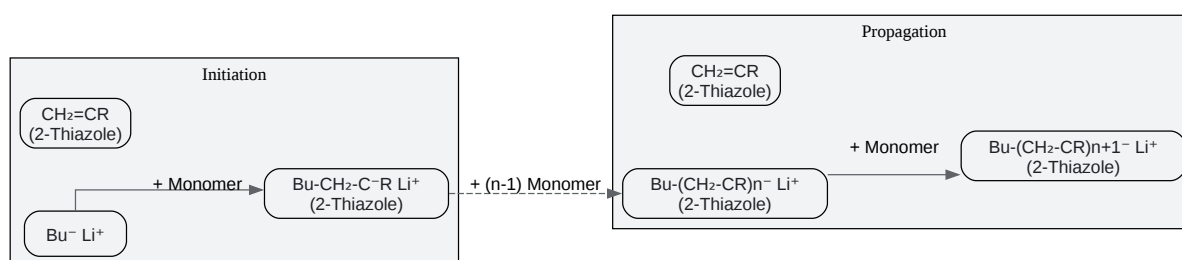 Initiation
CH₂=CR
(2-Thiazole)
+ Monomer
Bu⁻ Li⁺
Bu-CH₂-C⁻R Li⁺
(2-Thiazole)
+ (n-1) Monomer
Propagation
CH₂=CR
(2-Thiazole)
Bu-(CH₂-CR)n⁻ Li⁺
(2-Thiazole)
+ Monomer
Bu-(CH₂-CR)n+1⁻ Li⁺
(2-Thiazole)